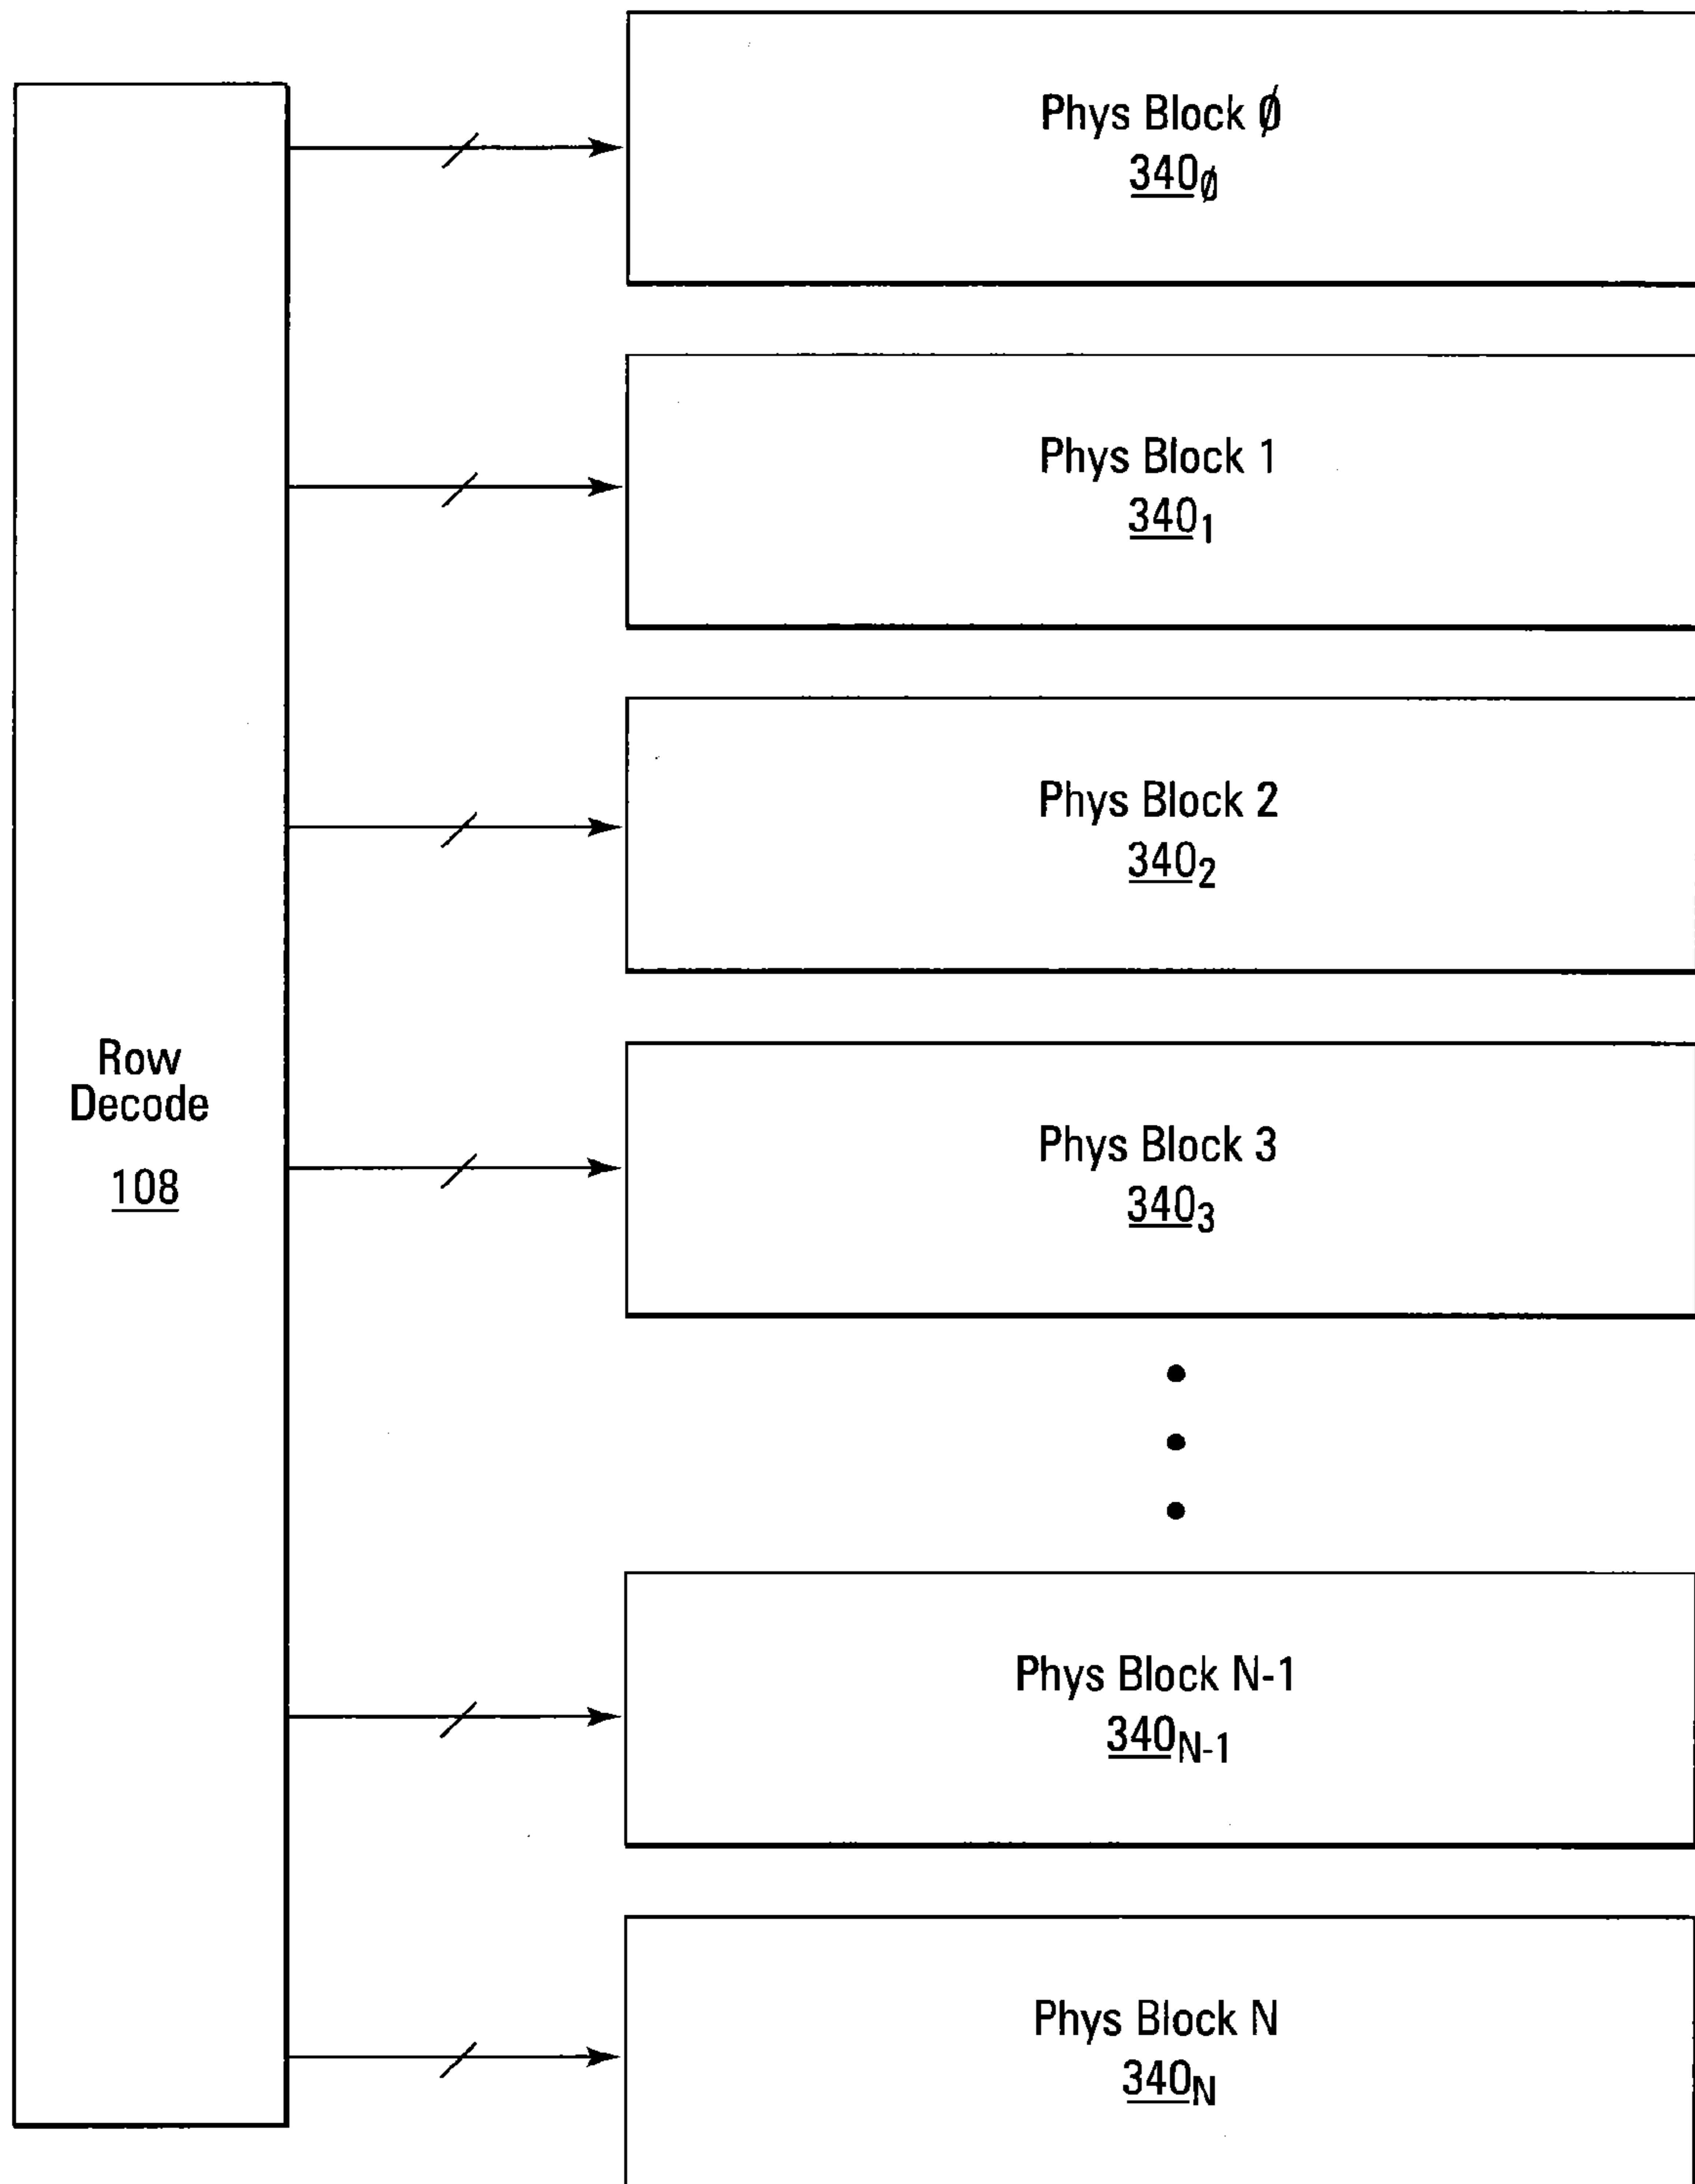 Phys Block Ø
340Ø
Phys Block 1
3401
Phys Block 2
3402
Row
Decode
108
Phys Block 3
3403
Phys Block N-1
340N-1
Phys Block N
340N